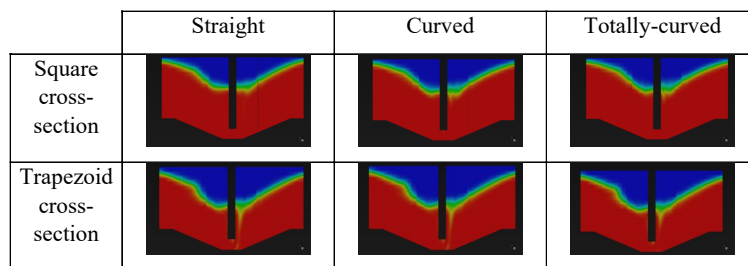 Straight
Curved
Totally-curved
Square
cross-
section
Trapezoid
cross-
section